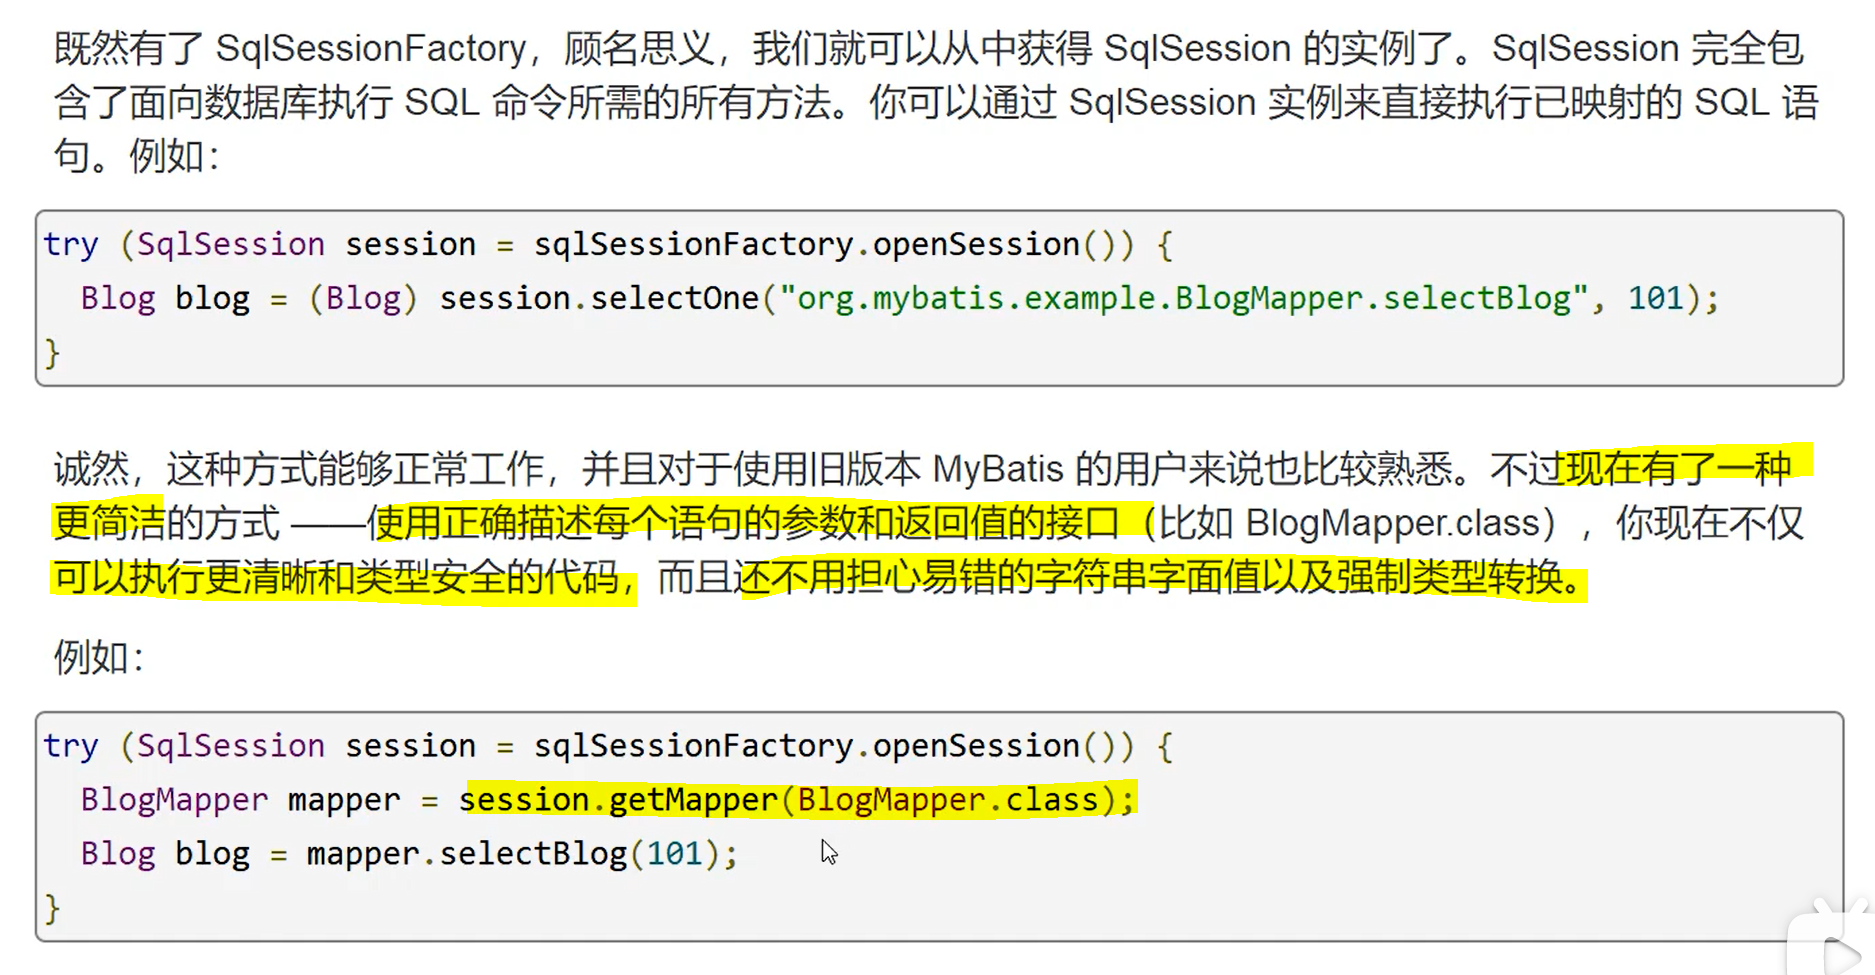 既然有了 SqlSessionFactory，顾名思义，我们就可以从中获得 SqlSession 的实例了。SqlSession 完全包
含了面向数据库执行 SQL 命令所需的所有方法。你可以通过 SqlSession 实例来直接执行已映射的 SQL 语
句。例如：
try (SqlSession session = sqlSessionFactory.openSession()) {
  Blog blog = (Blog) session.selectOne("org.mybatis.example.BlogMapper.selectBlog", 101);
}
诚然，这种方式能够正常工作，并且对于使用旧版本 MyBatis 的用户来说也比较熟悉。不过现在有了一种
更简洁的方式 ——使用正确描述每个语句的参数和返回值的接口（比如 BlogMapper.class），你现在不仅
可以执行更清晰和类型安全的代码，而且还不用担心易错的字符串字面值以及强制类型转换。
例如：
try (SqlSession session = sqlSessionFactory.openSession()) {
  BlogMapper mapper = session.getMapper(BlogMapper.class);
  Blog blog = mapper.selectBlog(101);
}